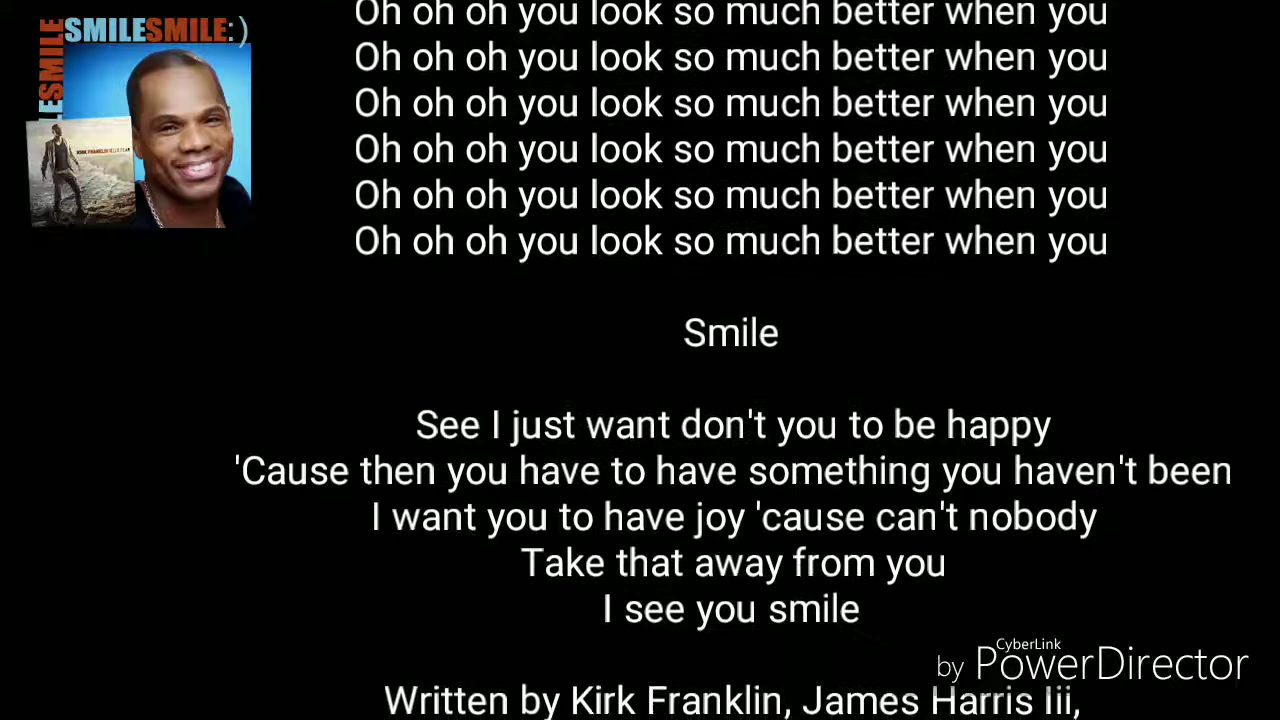 SMILESMILE:)
LESMILE
KIRK FRANKLIN HELLO FEAR
Oh oh oh you look so much better when you
Oh oh oh you look so much better when you
Oh oh oh you look so much better when you
Oh oh oh you look so much better when you
Oh oh oh you look so much better when you
Oh oh oh you look so much better when you
Smile
See I just want don't you to be happy
'Cause then you have to have something you haven't been
I want you to have joy 'cause can't nobody
Take that away from you
I see you smile
CyberLink
by PowerDirector
Written by Kirk Franklin, James Harris Iii,